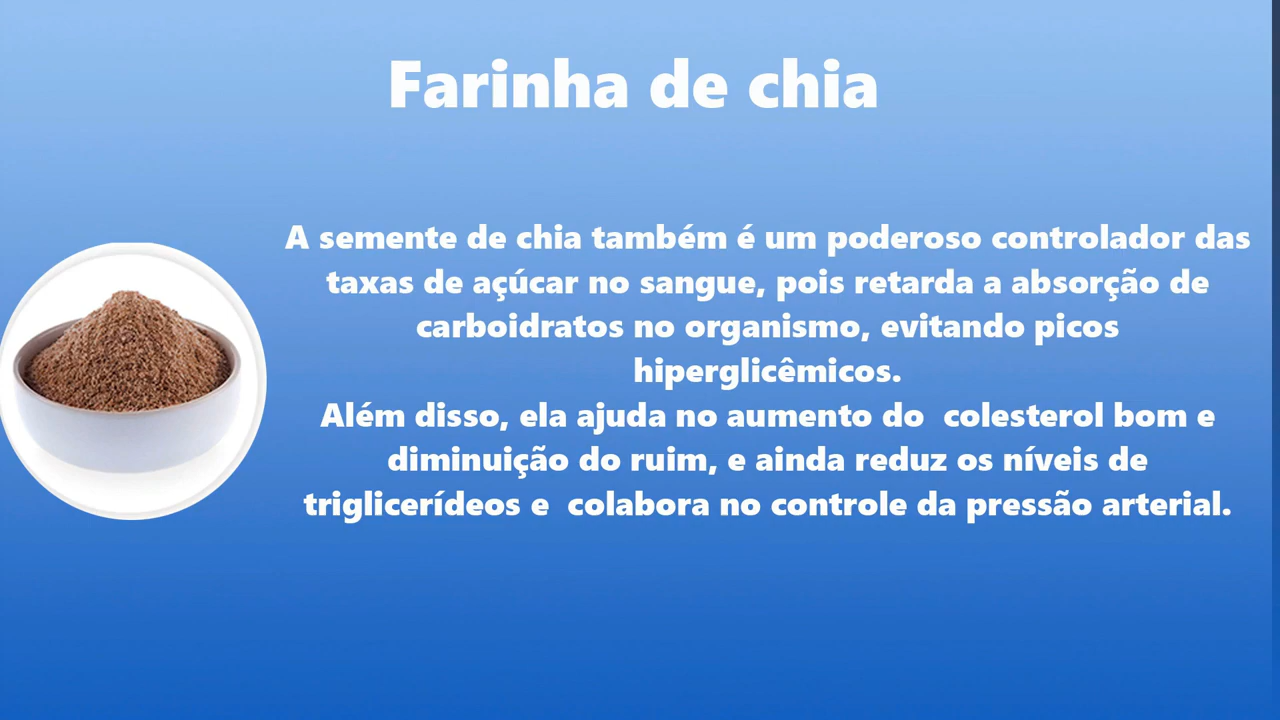 Farinha de chia
A semente de chia também é um poderoso controlador das
taxas de açúcar no sangue, pois retarda a absorção de
carboidratos no organismo, evitando picos
hiperglicêmicos.
Além disso, ela ajuda no aumento do  colesterol bom e
diminuição do ruim, e ainda reduz os níveis de
triglicerídeos e  colabora no controle da pressão arterial.